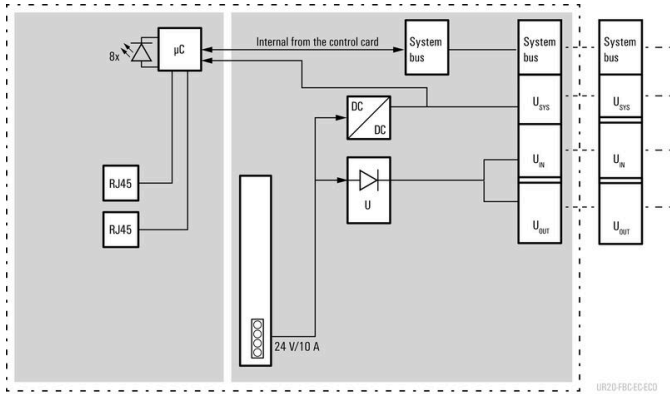 8x
µC
Internal from the control card
System
bus
System
bus
System
bus
DC
DC
U
SYS
U
SYS
RJ45
RJ45
U
U
IN
U
IN
U
OUT
U
OUT
24 V/10 A
UR20-FBC-EC-ECO